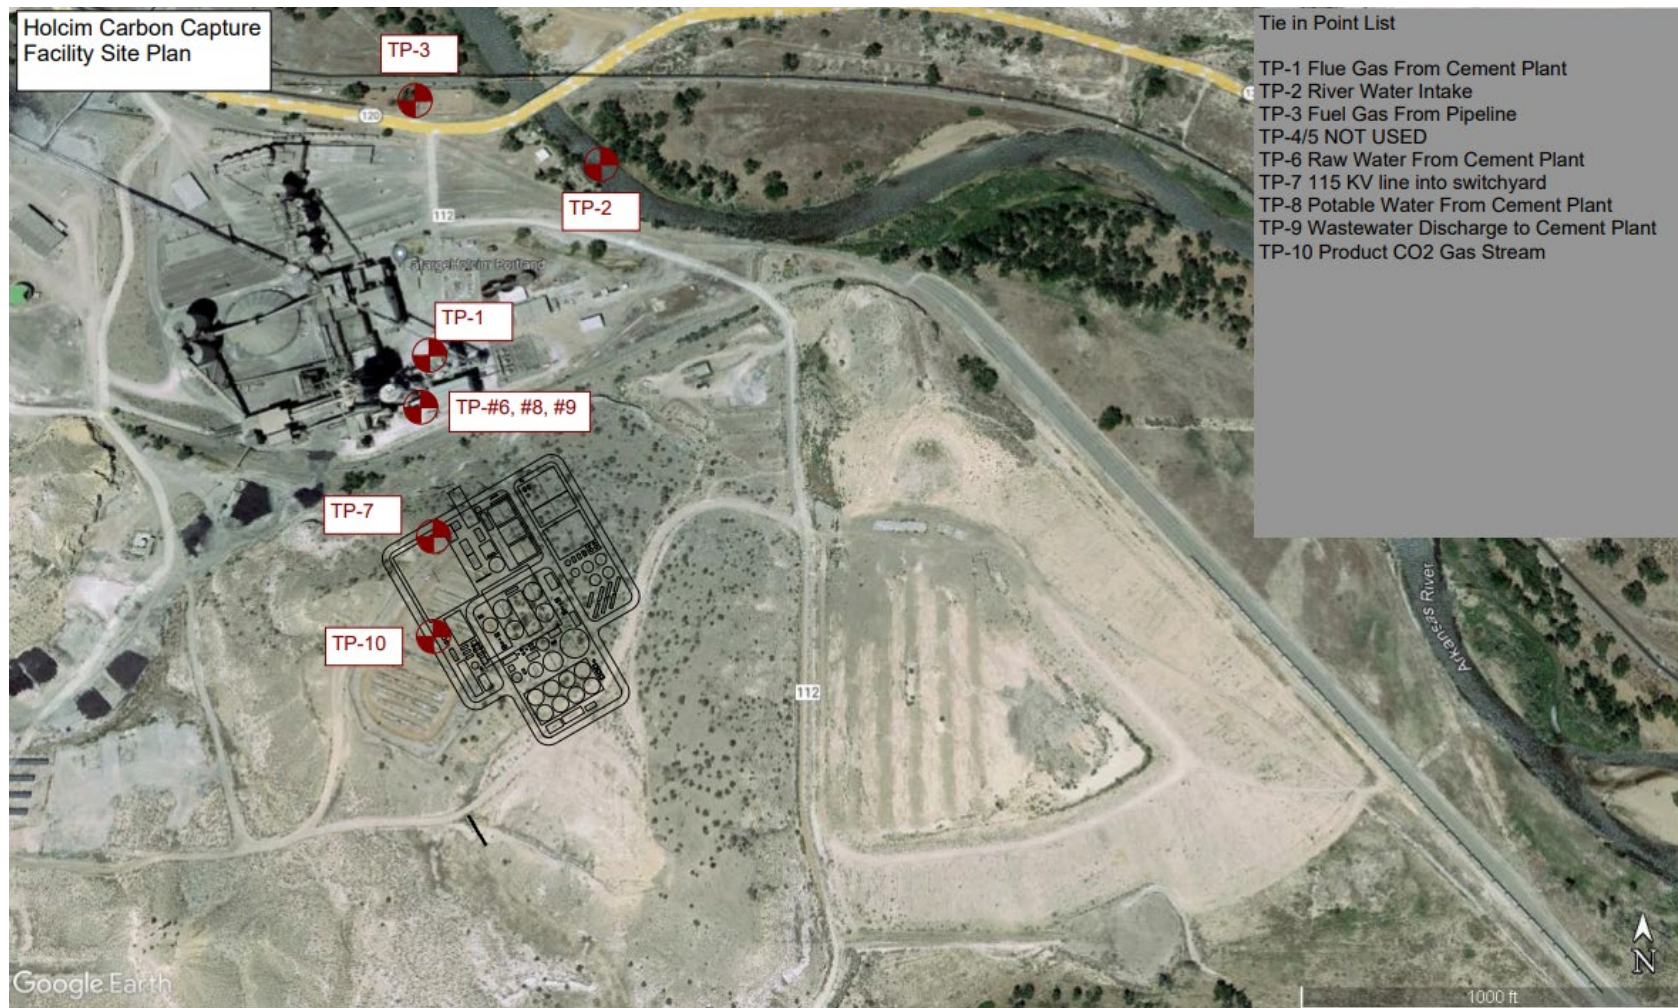 Holcim Carbon Capture
Facility Site Plan
Tie in Point List
TP-1 Flue Gas From Cement Plant
TP-2 River Water Intake
TP-3 Fuel Gas From Pipeline
TP-4/5 NOT USED
TP-6 Raw Water From Cement Plant
TP-7 115 KV line into switchyard
TP-8 Potable Water From Cement Plant
TP-9 Wastewater Discharge to Cement Plant
TP-10 Product CO2 Gas Stream
TP-3
120
TP-2
112
Holcim Portland
TP-1
TP-#6, #8, #9
TP-7
Arkansas River
TP-10
112
N
Google Earth
1000 ft